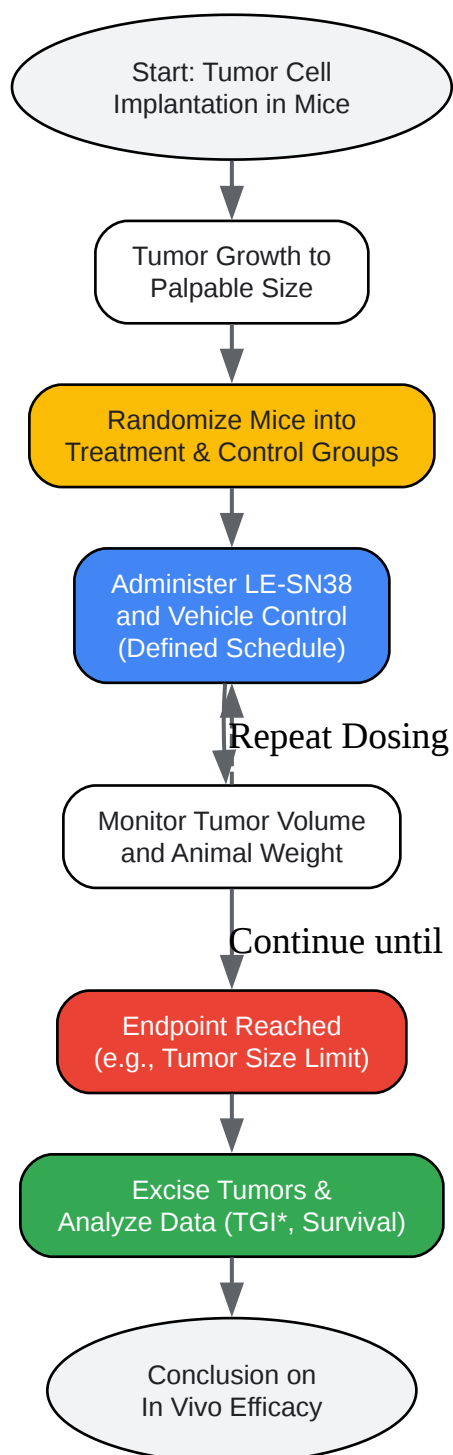 Start: Tumor Cell
Implantation in Mice
Tumor Growth to
Palpable Size
Randomize Mice into
Treatment & Control Groups
Administer LE-SN38
and Vehicle Control
(Defined Schedule)
Repeat Dosing
Monitor Tumor Volume
and Animal Weight
Continue until
Endpoint Reached
(e.g., Tumor Size Limit)
Excise Tumors &
Analyze Data (TGI*, Survival)
Conclusion on
In Vivo Efficacy